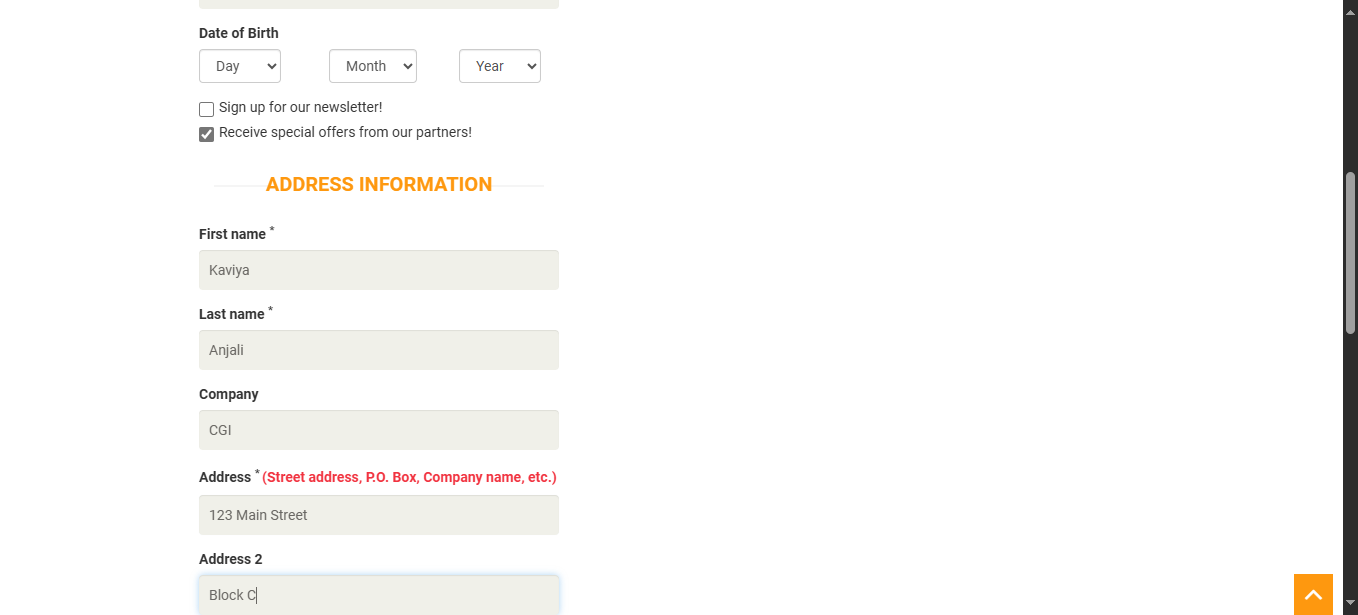 Date of Birth
Day Month Year
Sign up for our newsletter!
Receive special offers from our partners!
ADDRESS INFORMATION
First name *
Kaviya
Last name *
Anjali
Company
CGI
Address * (Street address, P.O. Box, Company name, etc.)
123 Main Street
Address 2
Block C